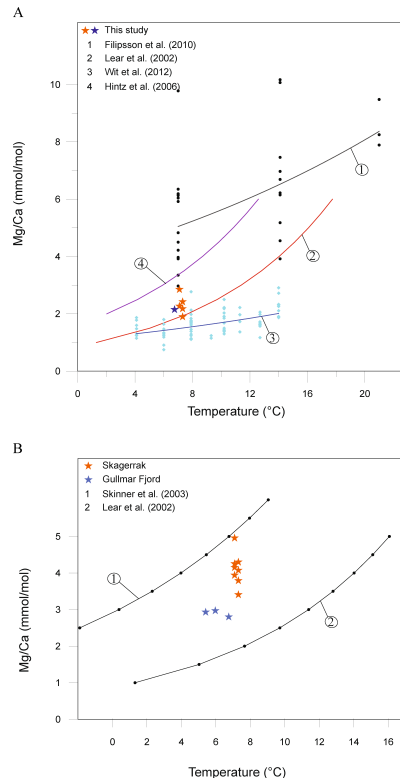 A
This study
1 Filipsson et al. (2010)
2 Lear et al. (2002)
3 Wit et al. (2012)
4 Hintz et al. (2006)
10
8
6
4
2
0
Mg/Ca (mmol/mol)
1
2
3
4
0 4 8 12 16 20
Temperature (°C)
B
Skagerrak
Gullmar Fjord
1 Skinner et al. (2003)
2 Lear et al. (2002)
5
4
3
2
1
0
Mg/Ca (mmol/mol)
1
2
0 2 4 6 8 10 12 14 16
Temperature (°C)